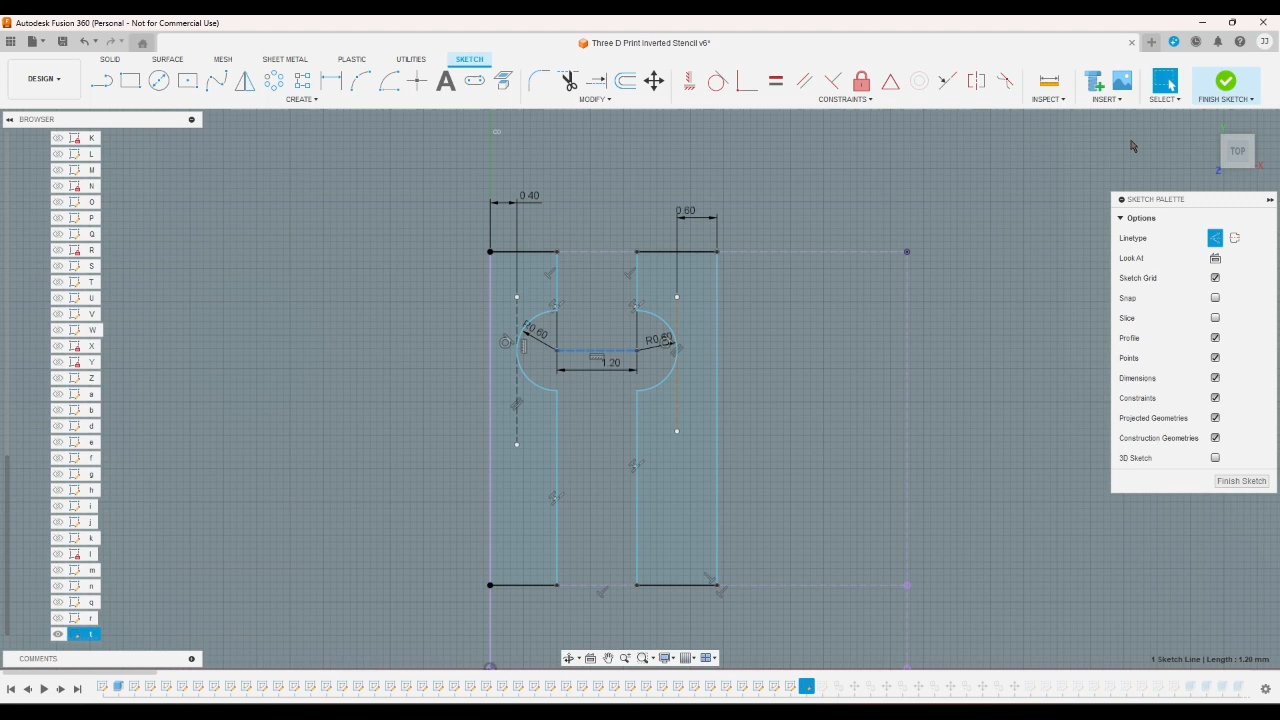 Autodesk Fusion 360 (Personal - Not for Commercial Use)
Three D Print Inverted Stencil v6*
JJ
DESIGN
SOLID
SURFACE
MESH
SHEET METAL
PLASTIC
UTILITIES
SKETCH
CREATE
MODIFY
CONSTRAINTS
INSPECT
INSERT
SELECT
FINISH SKETCH
BROWSER
K
L
M
N
O
P
Q
R
S
T
U
V
W
X
Y
Z
a
b
d
e
f
g
h
i
j
k
l
m
n
q
r
t
COMMENTS
0.40
0.60
R0.60
R0.60
1.20
Y
TOP
X
Z
SKETCH PALETTE
Options
Linetype
Look At
Sketch Grid
Snap
Slice
Profile
Points
Dimensions
Constraints
Projected Geometries
Construction Geometries
3D Sketch
Finish Sketch
1 Sketch Line | Length : 1.20 mm